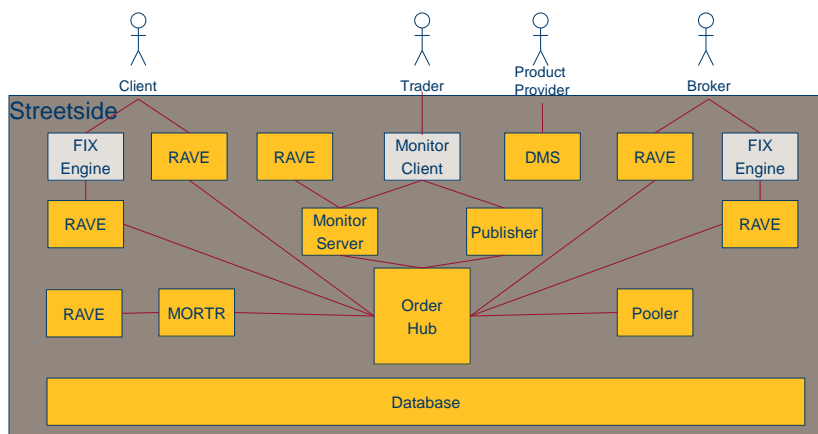 Client
Trader
Product
Provider
Broker
Streetside
FIX
Engine
RAVE
RAVE
Monitor
Client
DMS
RAVE
FIX
Engine
RAVE
Monitor
Server
Publisher
RAVE
Order
Hub
RAVE
MORTR
Pooler
Database